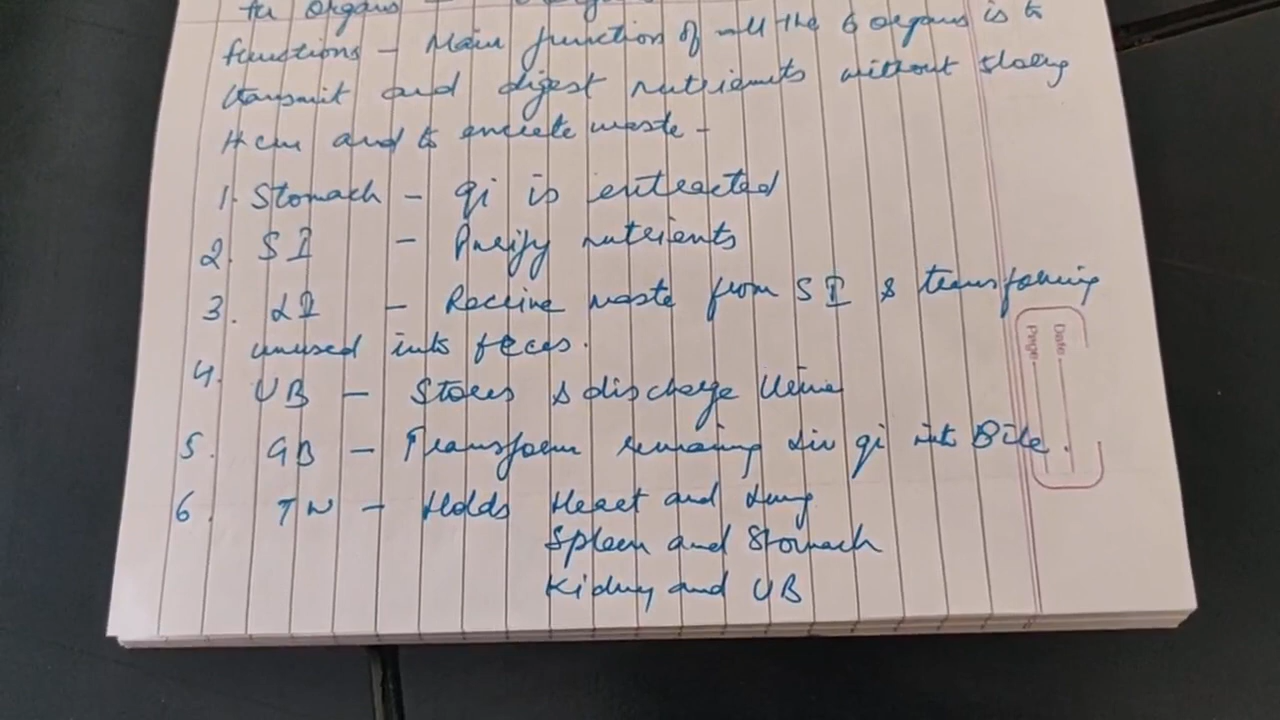 organs -
functions - Main function of all the 6 organs is to
transmit and digest nutrients without storing
them and to excrete waste -
1. Stomach - qi is extracted
2. SI - Purify nutrients
3. LI - Receive waste from SI & transforming
unused into feces.
4. UB - Stores & discharge Urine
5. GB - Transform remaining Liv qi into Bile.
6. TW - Holds Heart and Lung
Spleen and Stomach
Kidney and UB
Date
Page